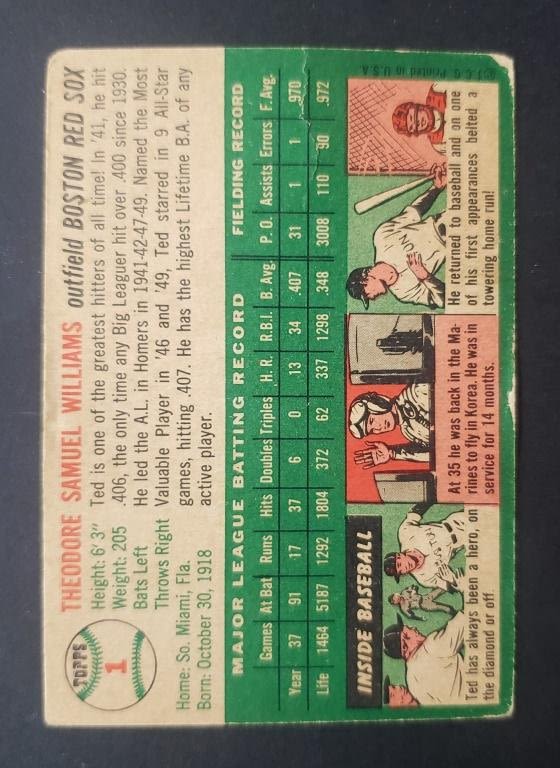 TOPPS
1
THEODORE SAMUEL WILLIAMS outfield BOSTON RED SOX
Height: 6'3"
Weight: 205
Bats Left
Throws Right
Home: So. Miami, Fla.
Born: October 30, 1918
Ted is one of the greatest hitters of all time! In '41, he hit
.406, the only time any Big Leaguer hit over .400 since 1930.
He led the A.L. in Homers in 1941-42-47-49. Named the Most
Valuable Player in '46 and '49, Ted starred in 9 All-Star
games, hitting .407. He has the highest Lifetime B.A. of any
active player.
MAJOR LEAGUE BATTING RECORD FIELDING RECORD
Games At Bat Runs Hits Doubles Triples H. R. R.B.I. B. Avg. P. O. Assists Errors F. Avg.
Year 37 91 17 37 6 0 13 34 .407 31 1 1 .970
Life 1464 5187 1292 1804 372 62 337 1298 .348 3008 110 90 .972
INSIDE BASEBALL
Ted has always been a hero, on
the diamond or off.
At 35 he was back in the Ma-
rines to fly in Korea. He was in
service for 14 months.
He returned to baseball and on one
of his first appearances belted a
towering home run!
T. C. G. Printed in U. S. A.